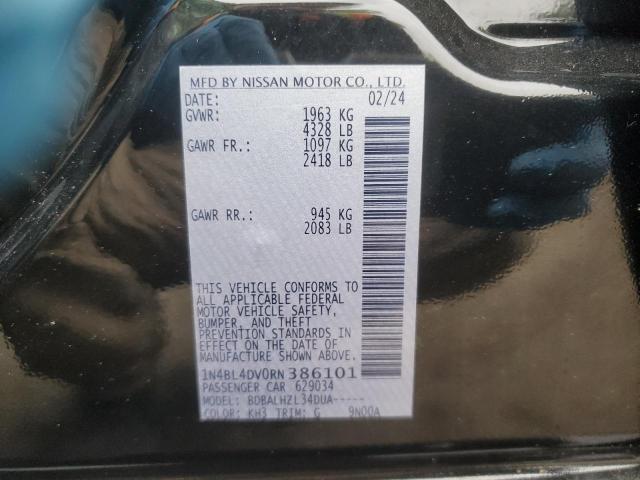 MFD BY NISSAN MOTOR CO., LTD.
DATE: 02/24
GVWR: 1963 KG
4328 LB
GAWR FR.: 1097 KG
2418 LB
GAWR RR.: 945 KG
2083 LB
THIS VEHICLE CONFORMS TO
ALL APPLICABLE FEDERAL
MOTOR VEHICLE SAFETY,
BUMPER, AND THEFT
PREVENTION STANDARDS IN
EFFECT ON THE DATE OF
MANUFACTURE SHOWN ABOVE.
1N4BL4DV0RN386101
PASSENGER CAR 629034
MODEL: BDBALHZL34DUA-----
COLOR: KH3 TRIM: G 9N00A